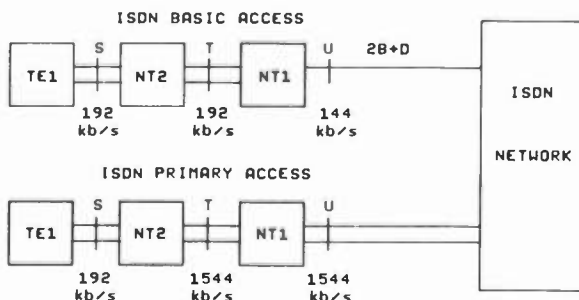 ISDN BASIC ACCESS
S T U 2B+D
TE1 NT2 NT1
192 kb/s 192 kb/s 144 kb/s
ISDN NETWORK
ISDN PRIMARY ACCESS
S T U
TE1 NT2 NT1
192 kb/s 1544 kb/s 1544 kb/s